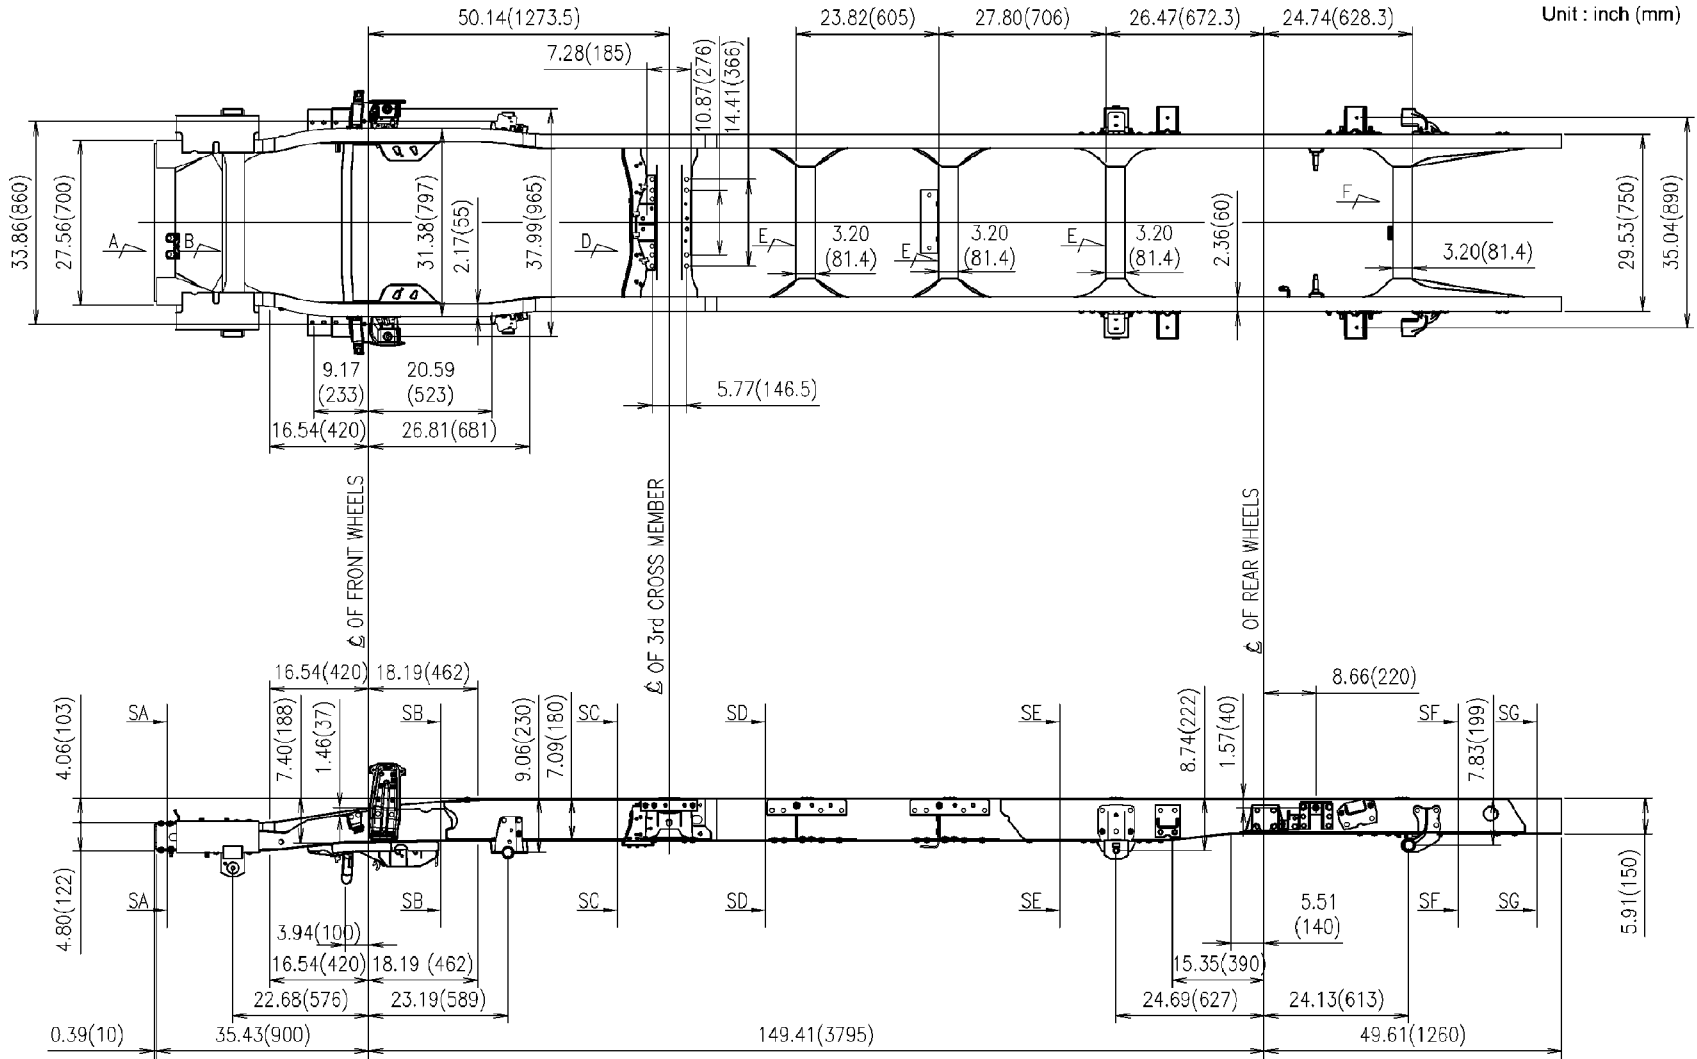 50.14(1273.5)
23.82(605)
27.80(706)
26.47(672.3)
24.74(628.3)
Unit : inch (mm)
7.28(185)
10.87(276)
14.41(366)
33.86(860)
27.56(700)
A
B
31.38(797)
2.17(55)
37.99(965)
D
E
3.20
(81.4)
E
3.20
(81.4)
E
3.20
(81.4)
2.36(60)
F
3.20(81.4)
29.53(750)
35.04(890)
9.17
(233)
20.59
(523)
5.77(146.5)
16.54(420)
26.81(681)
℄ OF FRONT WHEELS
℄ OF 3rd CROSS MEMBER
℄ OF REAR WHEELS
16.54(420)
18.19(462)
8.66(220)
4.06(103)
SA
7.40(188)
1.46(37)
SB
9.06(230)
SC
7.09(180)
SD
SE
8.74(222)
1.57(40)
SF
7.83(199)
SG
4.80(122)
SA
SB
SC
SD
SE
5.51
(140)
SF
SG
5.91(150)
3.94(100)
16.54(420)
18.19 (462)
15.35(390)
22.68(576)
23.19(589)
24.69(627)
24.13(613)
0.39(10)
35.43(900)
149.41(3795)
49.61(1260)